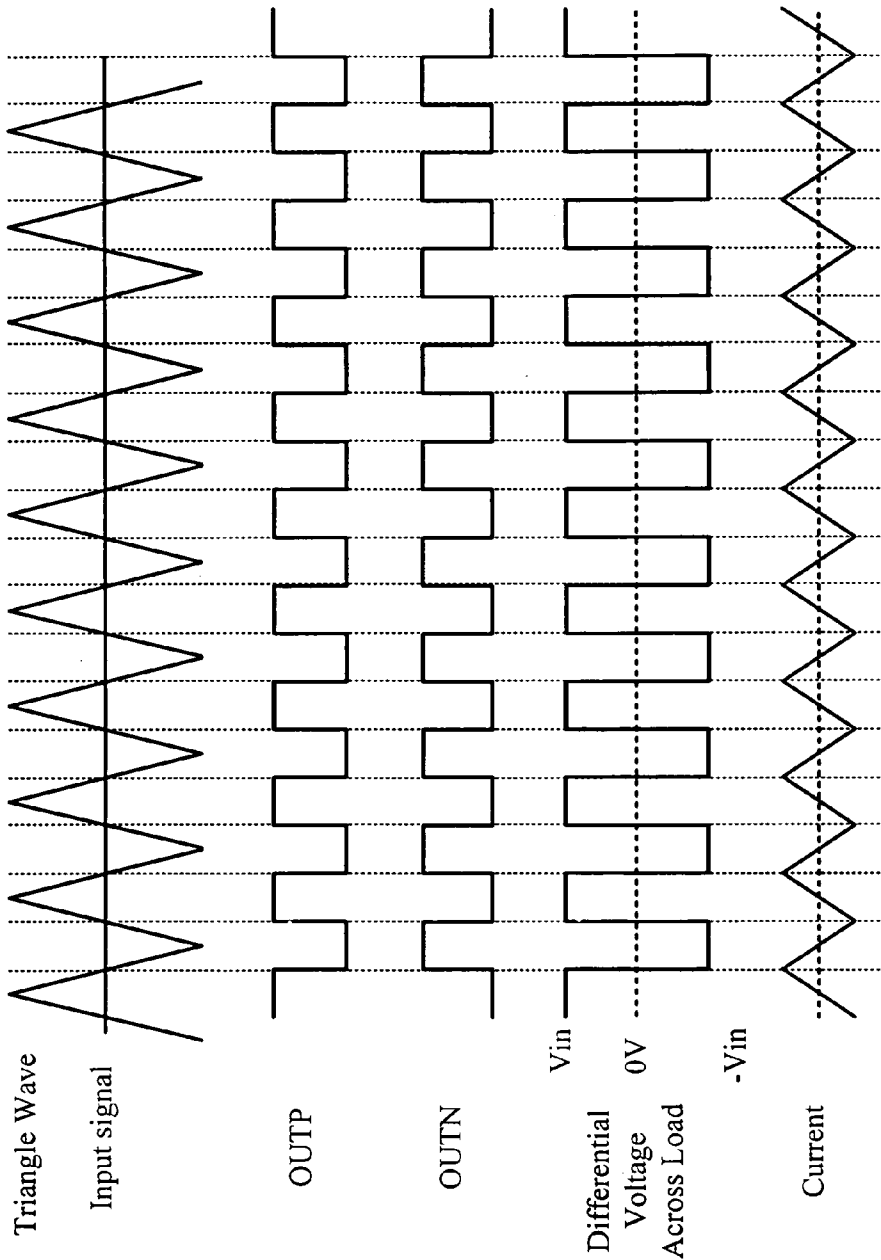 Triangle Wave
Input signal
OUTP
OUTN
Vin
0V
-Vin
Differential
Voltage
Across Load
Current